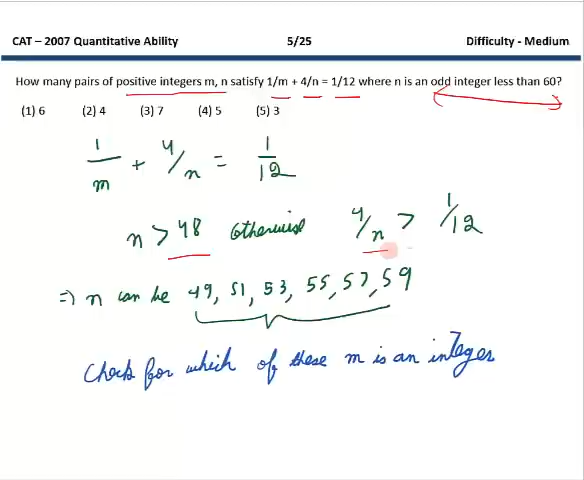 CAT – 2007 Quantitative Ability 5/25 Difficulty - Medium
How many pairs of positive integers m, n satisfy 1/m + 4/n = 1/12 where n is an odd integer less than 60?
(1) 6 (2) 4 (3) 7 (4) 5 (5) 3
1/m + 4/n = 1/12
n > 48 otherwise 4/n > 1/12
⇒ n can be 49, 51, 53, 55, 57, 59
Check for which of these m is an integer